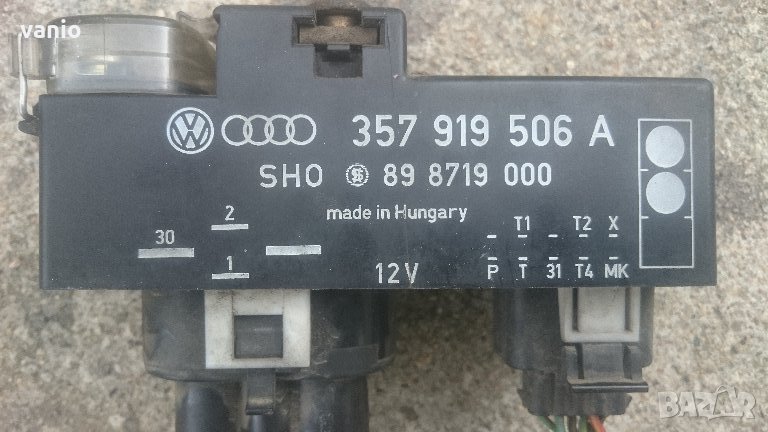 vanio
357 919 506 A
SHO 89 8719 000
made in Hungary
2
30
1
12V
T1 T2 X
P T 31 T4 MK
BAZAR